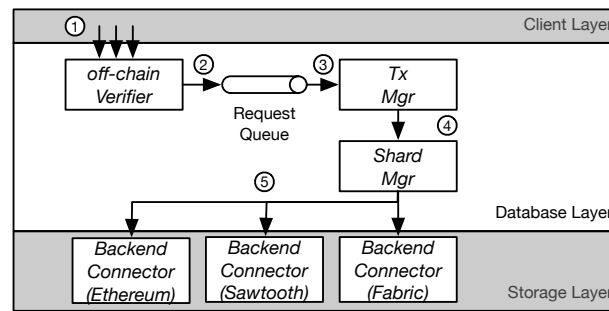 Client Layer
①
off-chain
Verifier
②
Request
Queue
③
Tx
Mgr
④
Shard
Mgr
⑤
Database Layer
Backend
Connector
(Ethereum)
Backend
Connector
(Sawtooth)
Backend
Connector
(Fabric)
Storage Layer